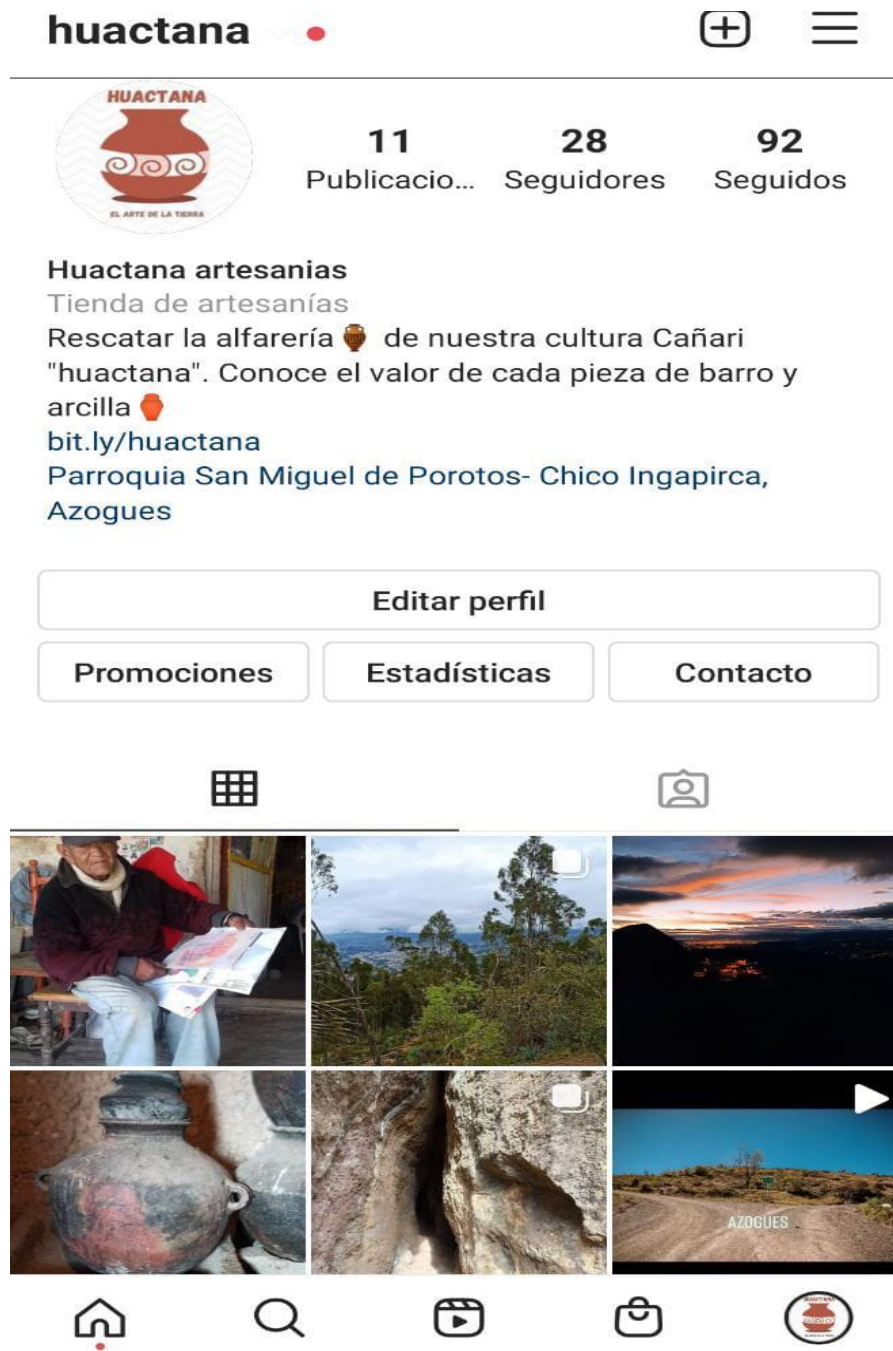 huactana
HUACTANA
EL ARTE DE LA TIERRA
11
28
92
Publicacio...
Seguidores
Seguidos
Huactana artesanias
Tienda de artesanías
Rescatar la alfarería 🏺 de nuestra cultura Cañari
"huactana". Conoce el valor de cada pieza de barro y
arcilla ⚱️
bit.ly/huactana
Parroquia San Miguel de Porotos- Chico Ingapirca,
Azogues
Editar perfil
Promociones
Estadísticas
Contacto
AZOGUES
HUACTANA